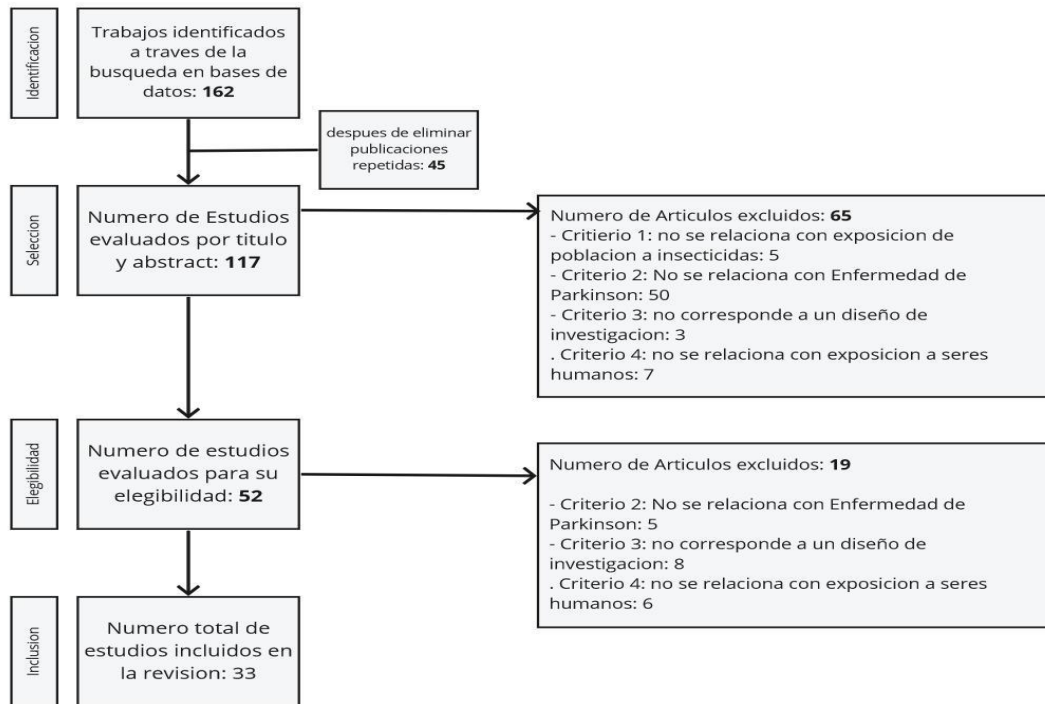 Identificacion
Trabajos identificados
a traves de la
busqueda en bases de
datos: 162
despues de eliminar
publicaciones
repetidas: 45
Seleccion
Numero de Estudios
evaluados por titulo
y abstract: 117
Numero de Articulos excluidos: 65
- Critierio 1: no se relaciona con exposicion de
poblacion a insecticidas: 5
- Criterio 2: No se relaciona con Enfermedad de
Parkinson: 50
- Criterio 3: no corresponde a un diseño de
investigacion: 3
. Criterio 4: no se relaciona con exposicion a seres
humanos: 7
Elegibilidad
Numero de estudios
evaluados para su
elegibilidad: 52
Numero de Articulos excluidos: 19
- Criterio 2: No se relaciona con Enfermedad de
Parkinson: 5
- Criterio 3: no corresponde a un diseño de
investigacion: 8
. Criterio 4: no se relaciona con exposicion a seres
humanos: 6
Inclusion
Numero total de
estudios incluidos en
la revision: 33